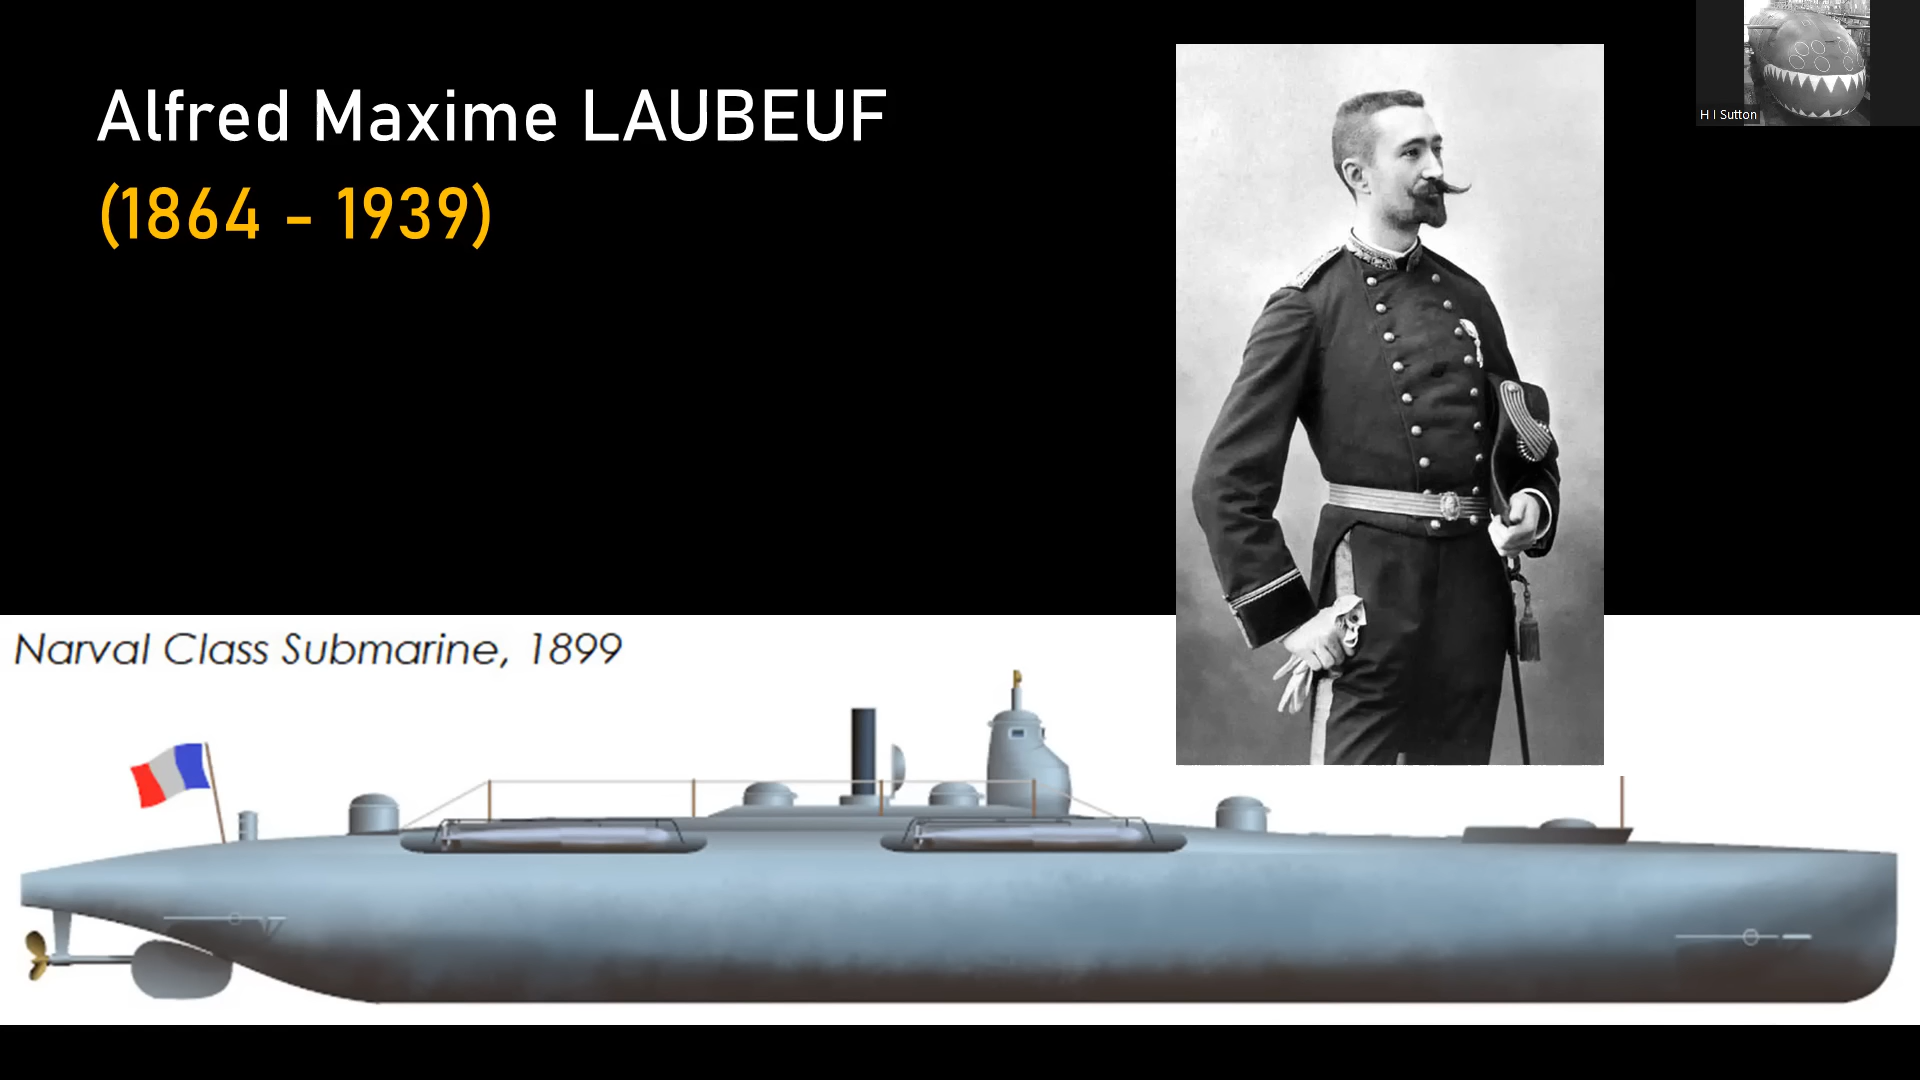 Alfred Maxime LAUBEUF
(1864 - 1939)
H I Sutton
Narval Class Submarine, 1899